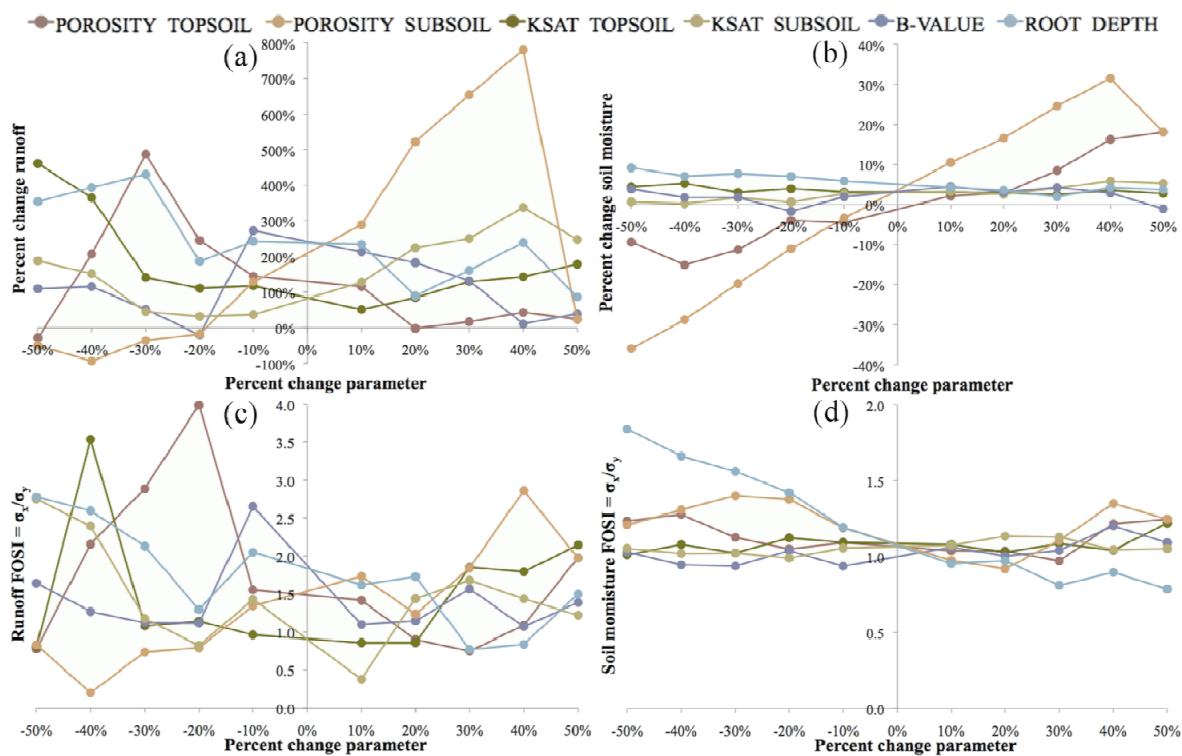 POROSITY TOPSOIL POROSITY SUBSOIL KSAT TOPSOIL KSAT SUBSOIL B-VALUE ROOT DEPTH
(a)
Percent change runoff
800%
700%
600%
500%
400%
300%
200%
100%
0%
-100%
-50% -40% -30% -20% -10% 0% 10% 20% 30% 40% 50%
Percent change parameter
(b)
Percent change soil moisture
40%
30%
20%
10%
0%
-10%
-20%
-30%
-40%
-50% -40% -30% -20% -10% 0% 10% 20% 30% 40% 50%
Percent change parameter
(c)
Runoff FOSI = σx/σy
4.0
3.5
3.0
2.5
2.0
1.5
1.0
0.5
0.0
-50% -40% -30% -20% -10% 0% 10% 20% 30% 40% 50%
Percent change parameter
(d)
Soil momisture FOSI = σx/σy
2.0
1.5
1.0
0.5
0.0
-50% -40% -30% -20% -10% 0% 10% 20% 30% 40% 50%
Percent change parameter